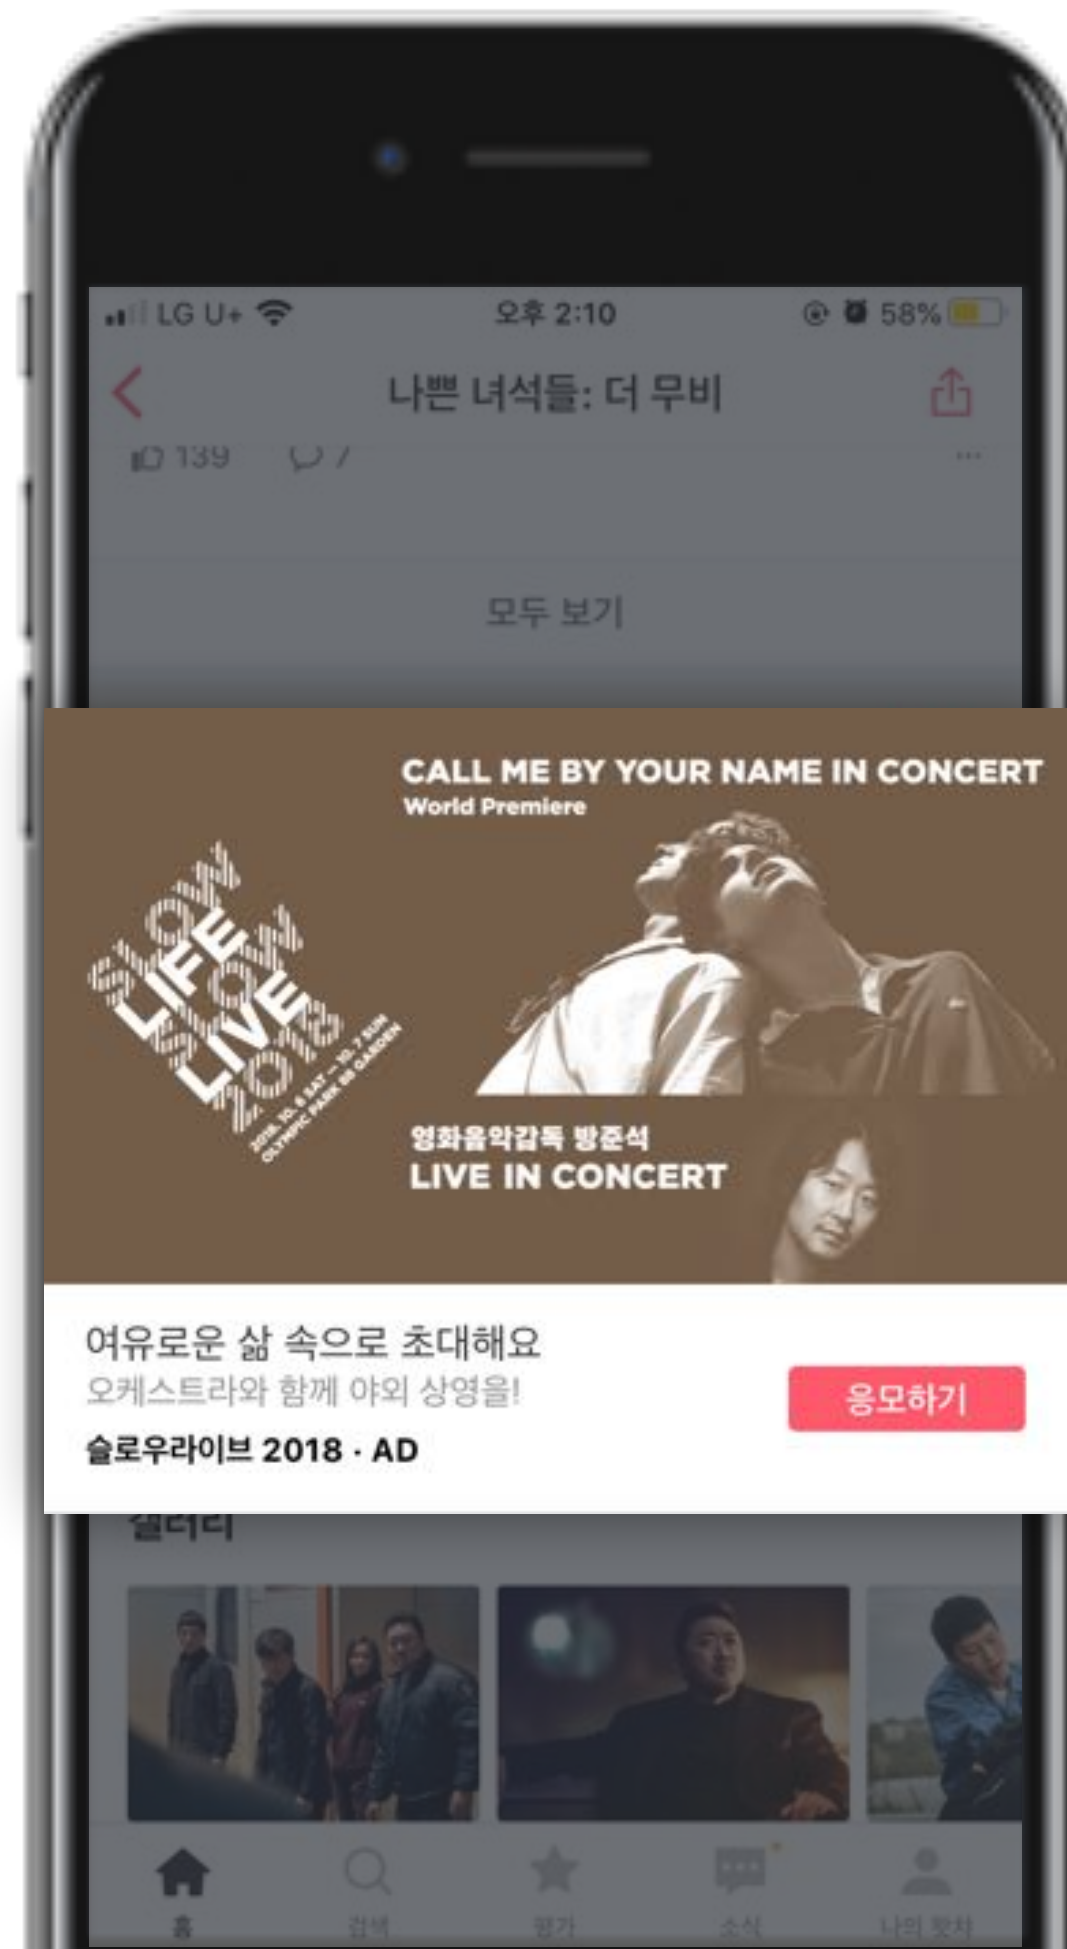 LG U+
오후 2:10
58%
나쁜 녀석들: 더 무비
139
7
모두 보기
CALL ME BY YOUR NAME IN CONCERT
World Premiere
SLOW
LIFE
SLOW
LIVE
2018
2018. 10. 6 SAT — 10. 7 SUN
OLYMPIC PARK 88 GARDEN
영화음악감독 방준석
LIVE IN CONCERT
여유로운 삶 속으로 초대해요
오케스트라와 함께 야외 상영을!
응모하기
슬로우라이브 2018 · AD
갤러리
홈
검색
평가
소식
나의 왓챠